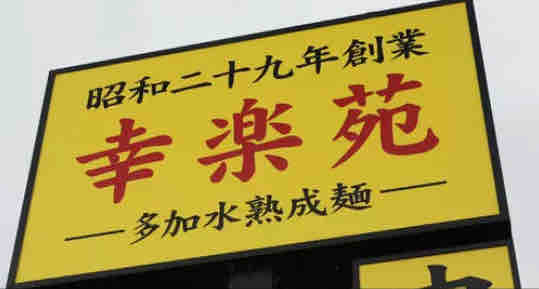 昭和二十九年創業
幸楽苑
多加水熟成麺